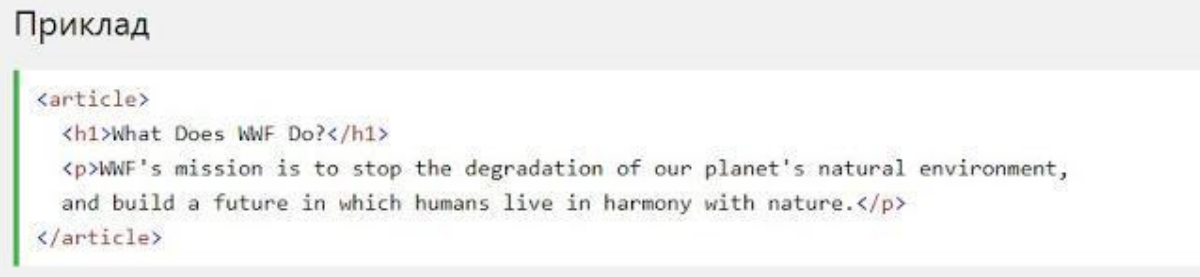 Приклад
<article>
<h1>What Does WWF Do?</h1>
<p>WWF's mission is to stop the degradation of our planet's natural environment,
and build a future in which humans live in harmony with nature.</p>
</article>